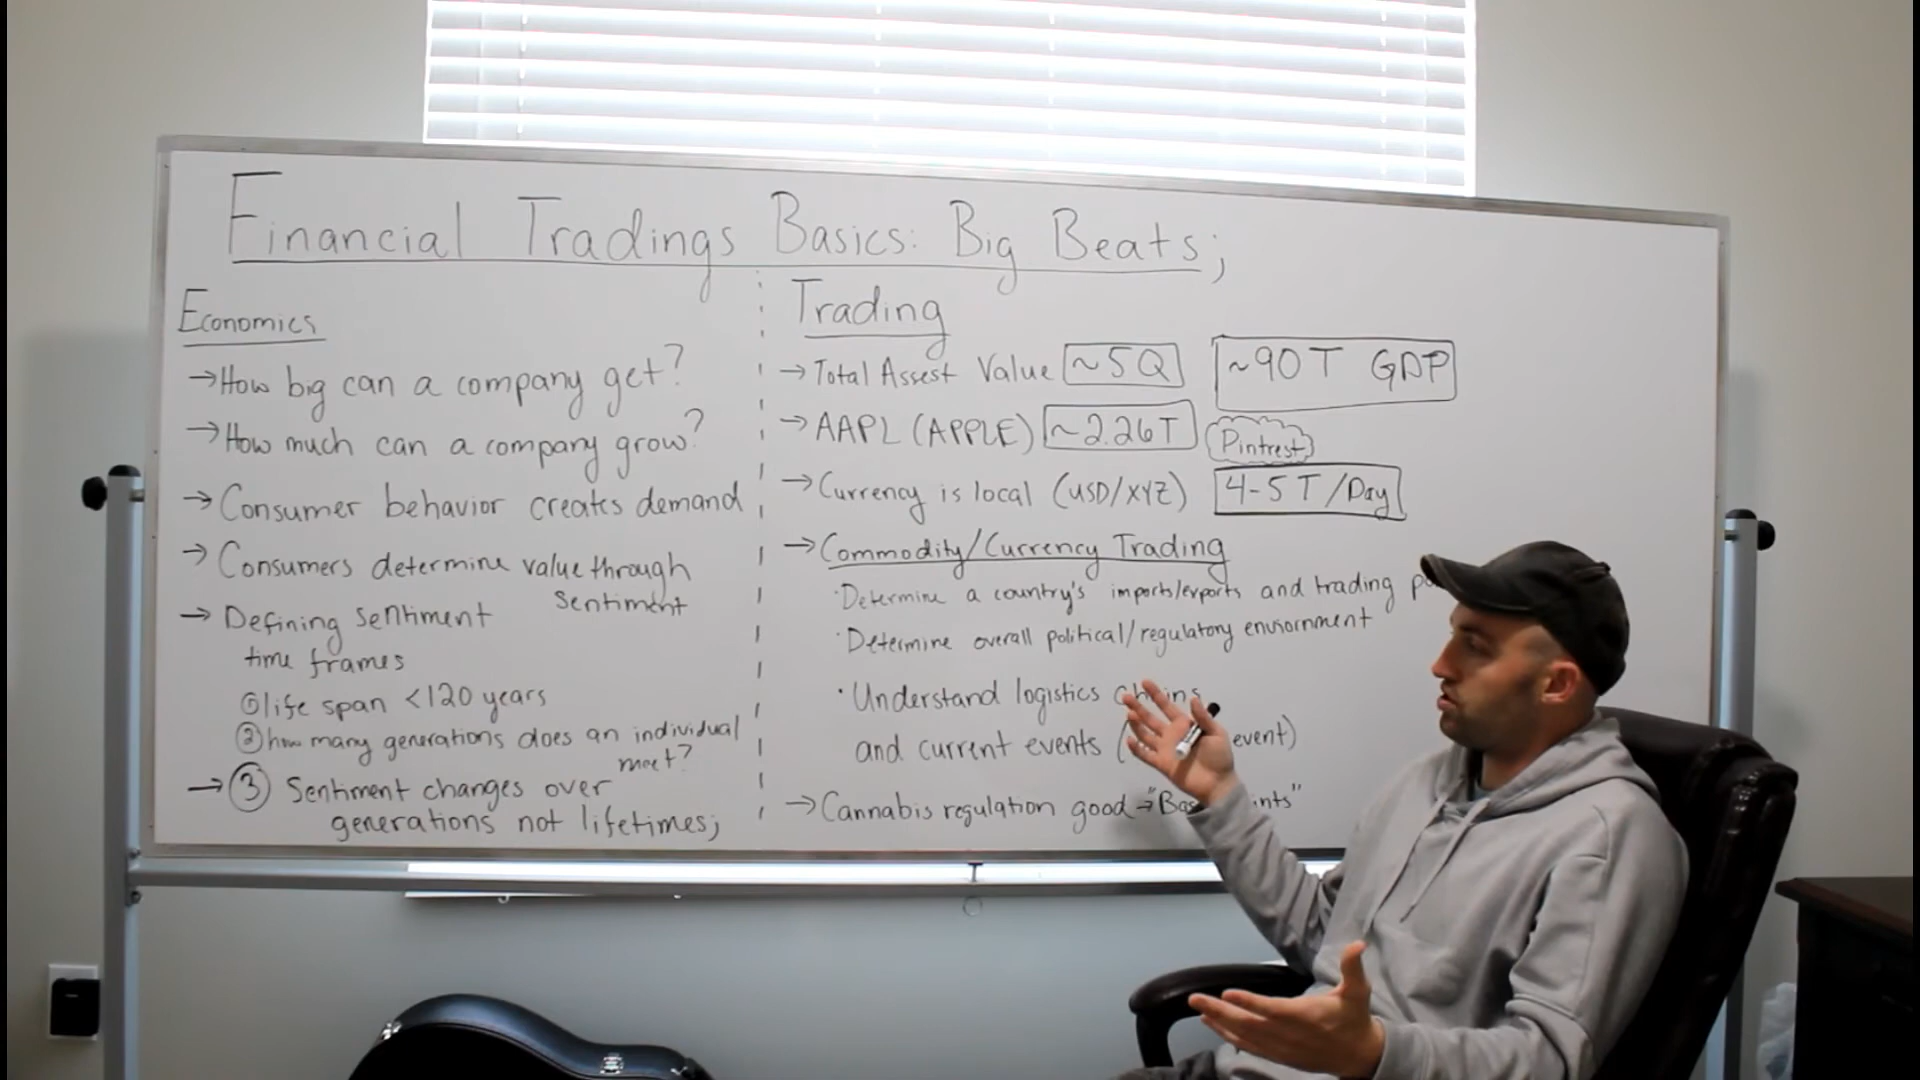 Financial Tradings Basics: Big Beats;
Economics
→How big can a company get?
→How much can a company grow?
→Consumer behavior creates demand
→Consumers determine value through
sentiment
→Defining sentiment
time frames
①life span <120 years
②how many generations does an individual
meet?
→③ Sentiment changes over
generations not lifetimes;
Trading
→Total Assest Value ~5Q ~90T GDP
→AAPL (APPLE) ~2.26T Pintrest
→Currency is local (USD/XYZ) 4-5T/Day
→Commodity/Currency Trading
·Determine a country's imports/exports and trading
·Determine overall political/regulatory enviornment
·Understand logistics chains
and current events ( event)
→Cannabis regulation good→"